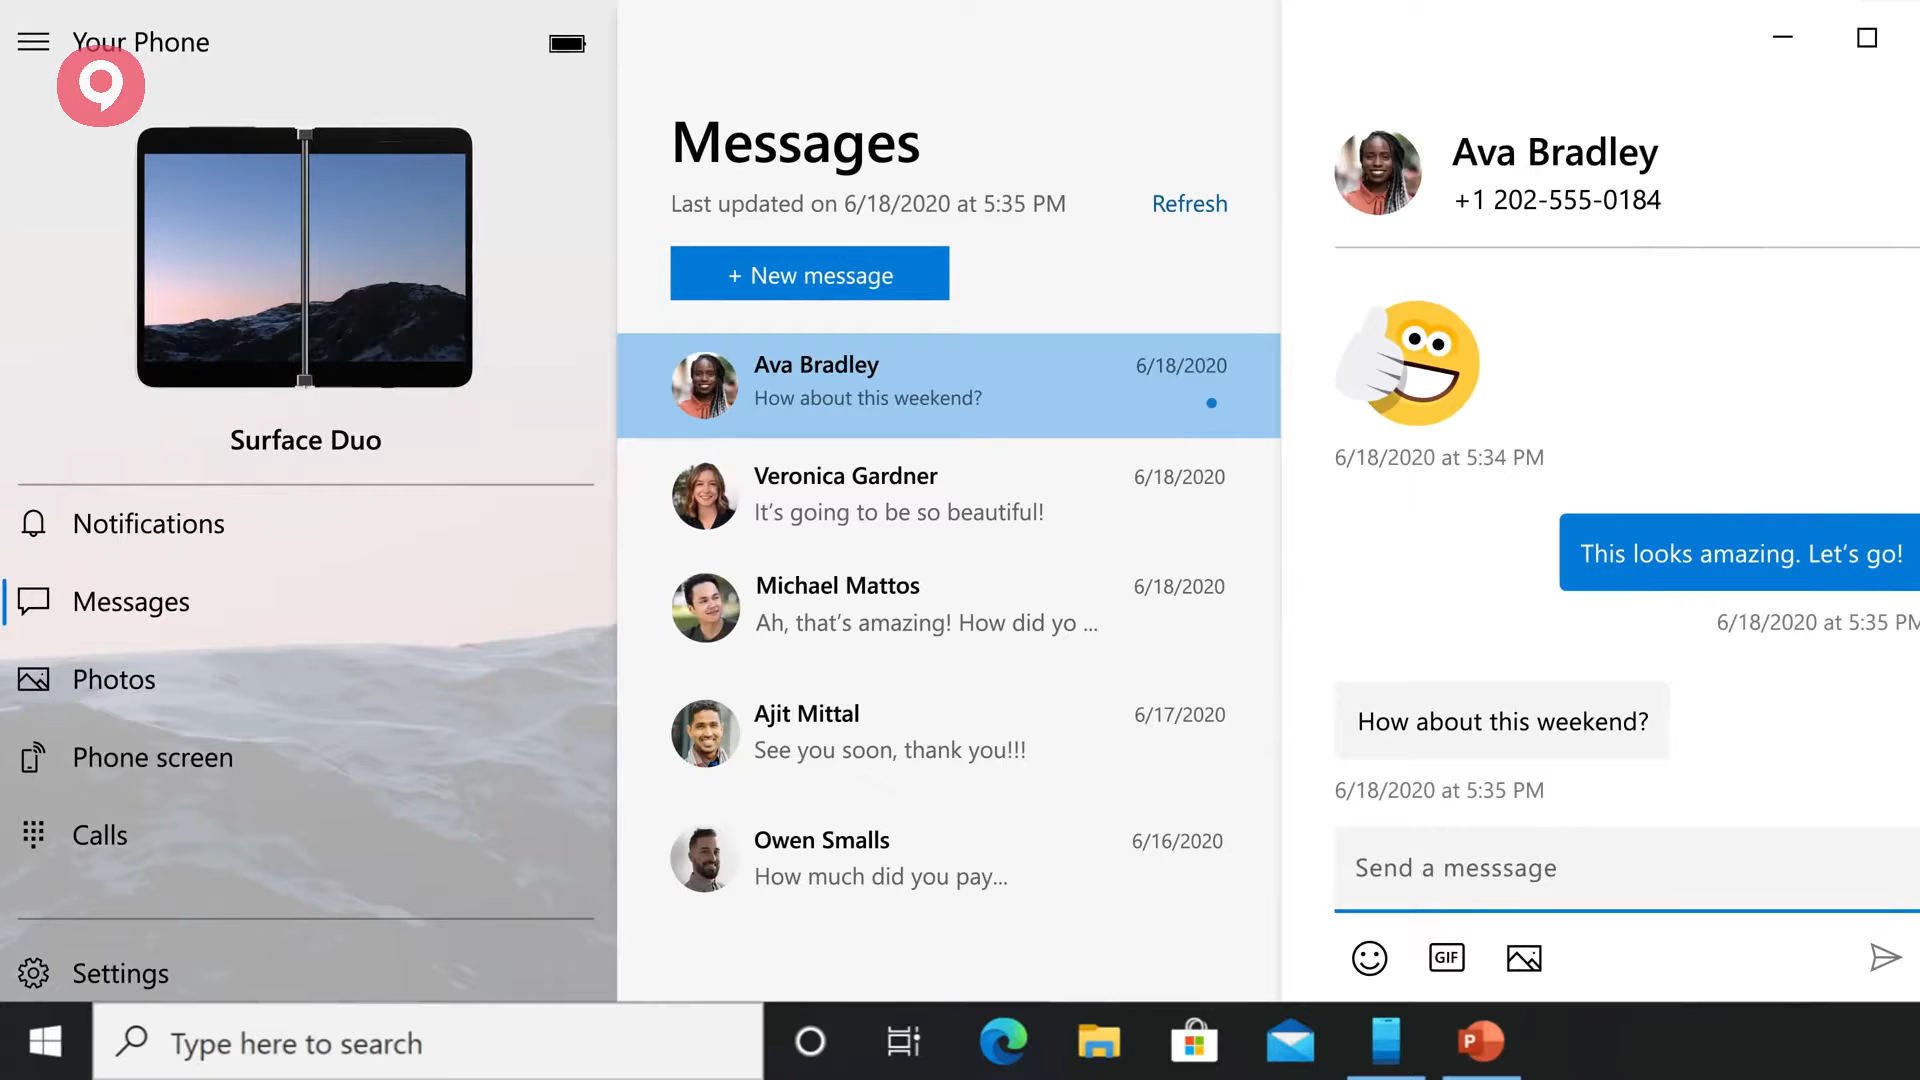 Your Phone
Surface Duo
Notifications
Messages
Photos
Phone screen
Calls
Settings
Messages
Last updated on 6/18/2020 at 5:35 PM
Refresh
+ New message
Ava Bradley
6/18/2020
How about this weekend?
Veronica Gardner
6/18/2020
It’s going to be so beautiful!
Michael Mattos
6/18/2020
Ah, that’s amazing! How did yo ...
Ajit Mittal
6/17/2020
See you soon, thank you!!!
Owen Smalls
6/16/2020
How much did you pay...
Ava Bradley
+1 202-555-0184
6/18/2020 at 5:34 PM
This looks amazing. Let’s go!
6/18/2020 at 5:35 PM
How about this weekend?
6/18/2020 at 5:35 PM
Send a messsage
GIF
Type here to search
P